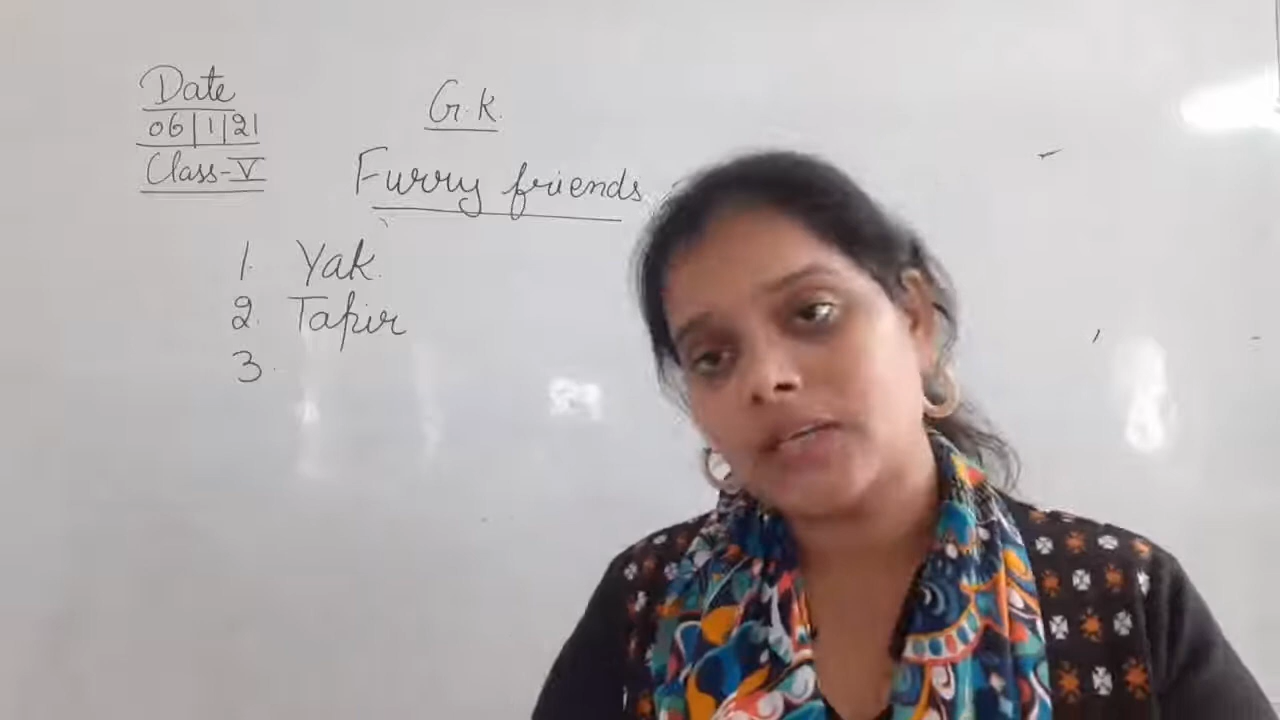 Date
06/1/21
Class-V
G.K.
Furry friends
1. Yak
2. Tapir
3.